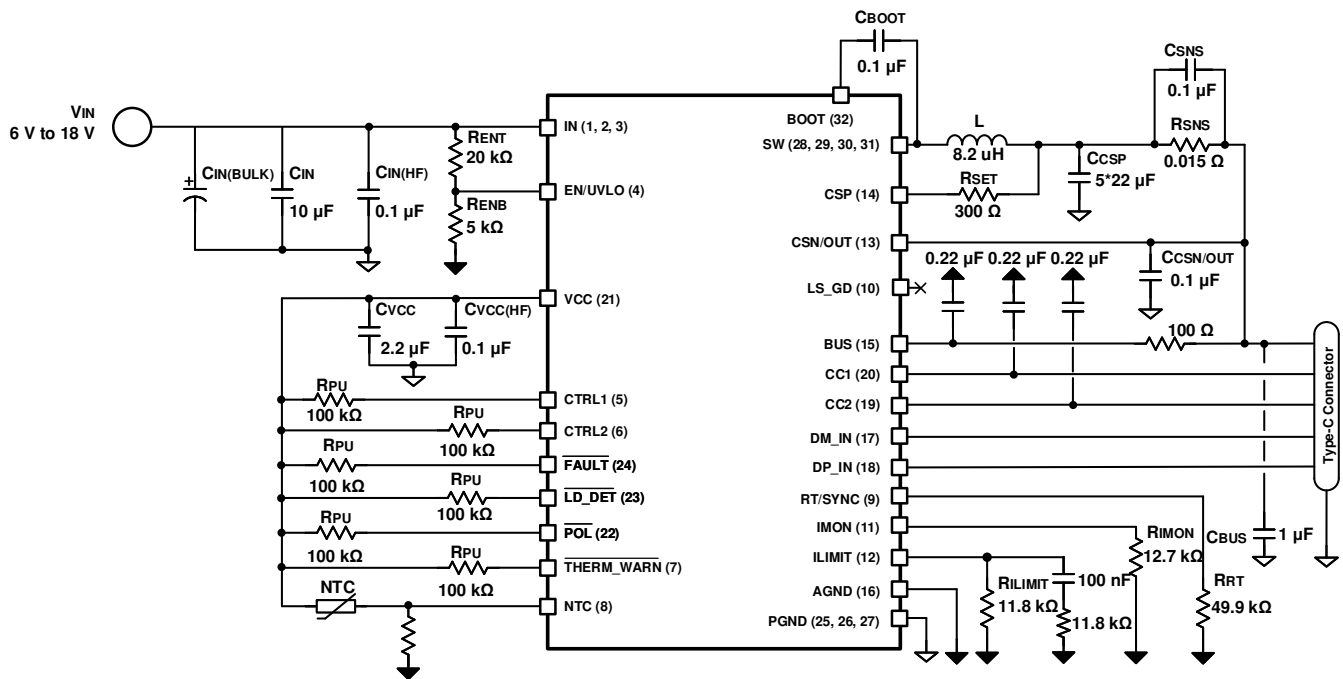 CBOOT
0.1 µF
CSNS
0.1 µF
VIN
6 V to 18 V
IN (1, 2, 3)
BOOT (32)
L
RSNS
RENT
20 kΩ
SW (28, 29, 30, 31)
8.2 uH
0.015 Ω
CIN(BULK)
CIN
10 µF
CIN(HF)
0.1 µF
EN/UVLO (4)
RENB
5 kΩ
CSP (14)
RSET
300 Ω
CCSP
5*22 µF
CSN/OUT (13)
0.22 µF 0.22 µF 0.22 µF
CCSN/OUT
0.1 µF
LS_GD (10)
VCC (21)
CVCC
2.2 µF
CVCC(HF)
0.1 µF
100 Ω
BUS (15)
CC1 (20)
CC2 (19)
DM_IN (17)
DP_IN (18)
RT/SYNC (9)
IMON (11)
ILIMIT (12)
AGND (16)
PGND (25, 26, 27)
RPU
100 kΩ
CTRL1 (5)
RPU
100 kΩ
CTRL2 (6)
RPU
100 kΩ
FAULT (24)
RPU
100 kΩ
LD_DET (23)
RPU
100 kΩ
POL (22)
RPU
100 kΩ
THERM_WARN (7)
NTC
NTC (8)
RILIMIT
11.8 kΩ
100 nF
11.8 kΩ
RIMON
12.7 kΩ
CBUS
1 µF
RRT
49.9 kΩ
Type-C Connector